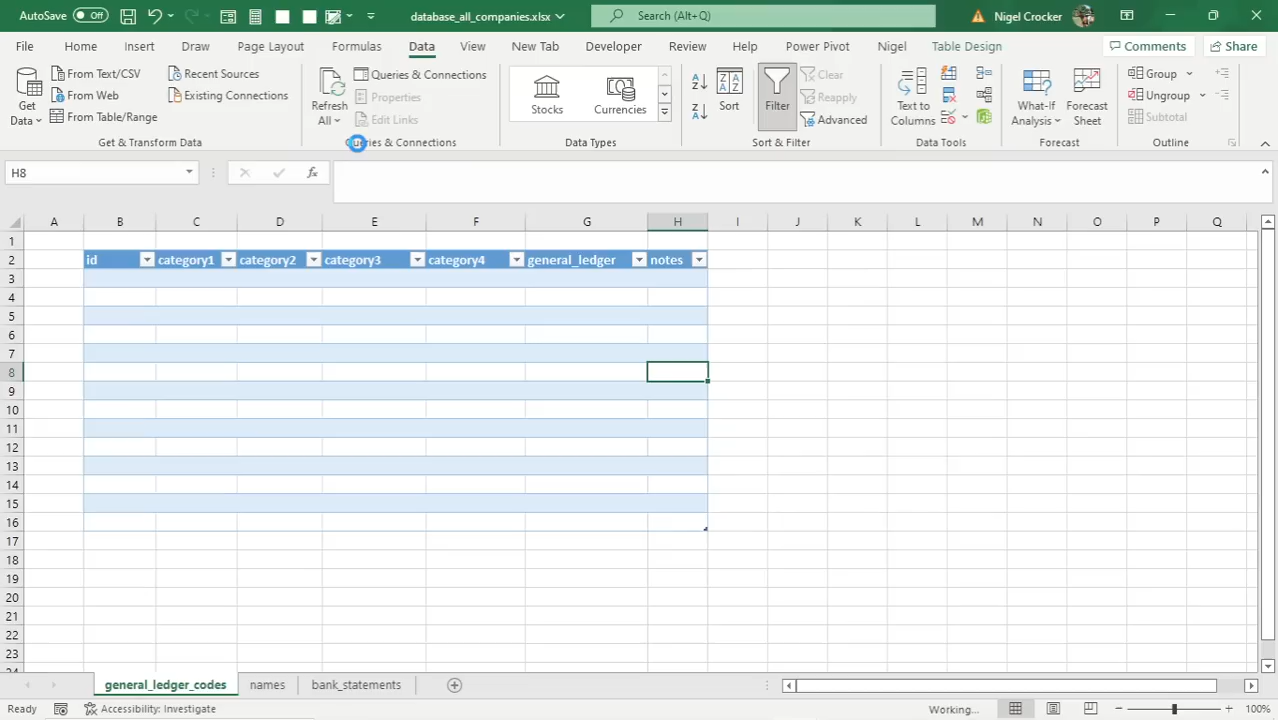 AutoSave Off database_all_companies.xlsx Search (Alt+Q) Nigel Crocker
File Home Insert Draw Page Layout Formulas Data View New Tab Developer Review Help Power Pivot Nigel Table Design Comments Share
Get Data
From Text/CSV
From Web
From Table/Range
Recent Sources
Existing Connections
Get & Transform Data
Refresh All
Queries & Connections
Properties
Edit Links
Queries & Connections
Stocks Currencies
Data Types
Sort Filter
Clear
Reapply
Advanced
Sort & Filter
Text to Columns
Data Tools
What-If Analysis
Forecast Sheet
Forecast
Group
Ungroup
Subtotal
Outline
H8 fx
A B C D E F G H I J K L M N O P Q
1
2 id category1 category2 category3 category4 general_ledger notes
3
4
5
6
7
8
9
10
11
12
13
14
15
16
17
18
19
20
21
22
23
24
general_ledger_codes names bank_statements
Ready Accessibility: Investigate Working... 100%